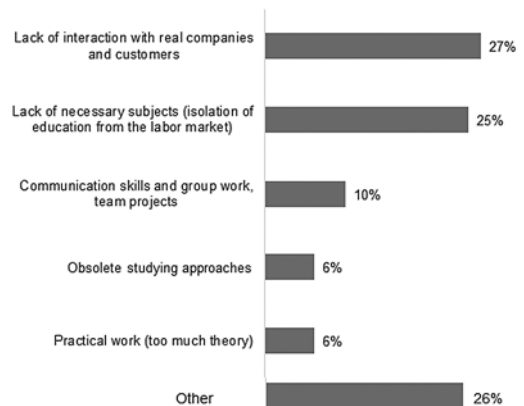 Lack of interaction with real companies
and customers
27%
Lack of necessary subjects (isolation of
education from the labor market)
25%
Communication skills and group work,
team projects
10%
Obsolete studying approaches
6%
Practical work (too much theory)
6%
Other
26%